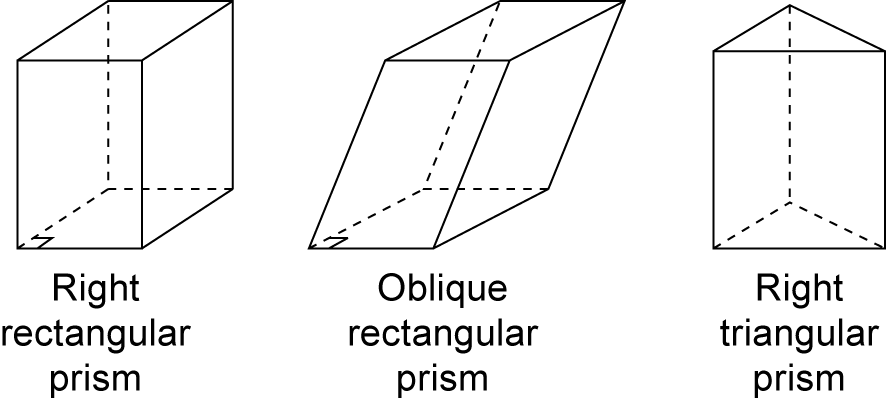 Right
rectangular
prism
Oblique
rectangular
prism
Right
triangular
prism